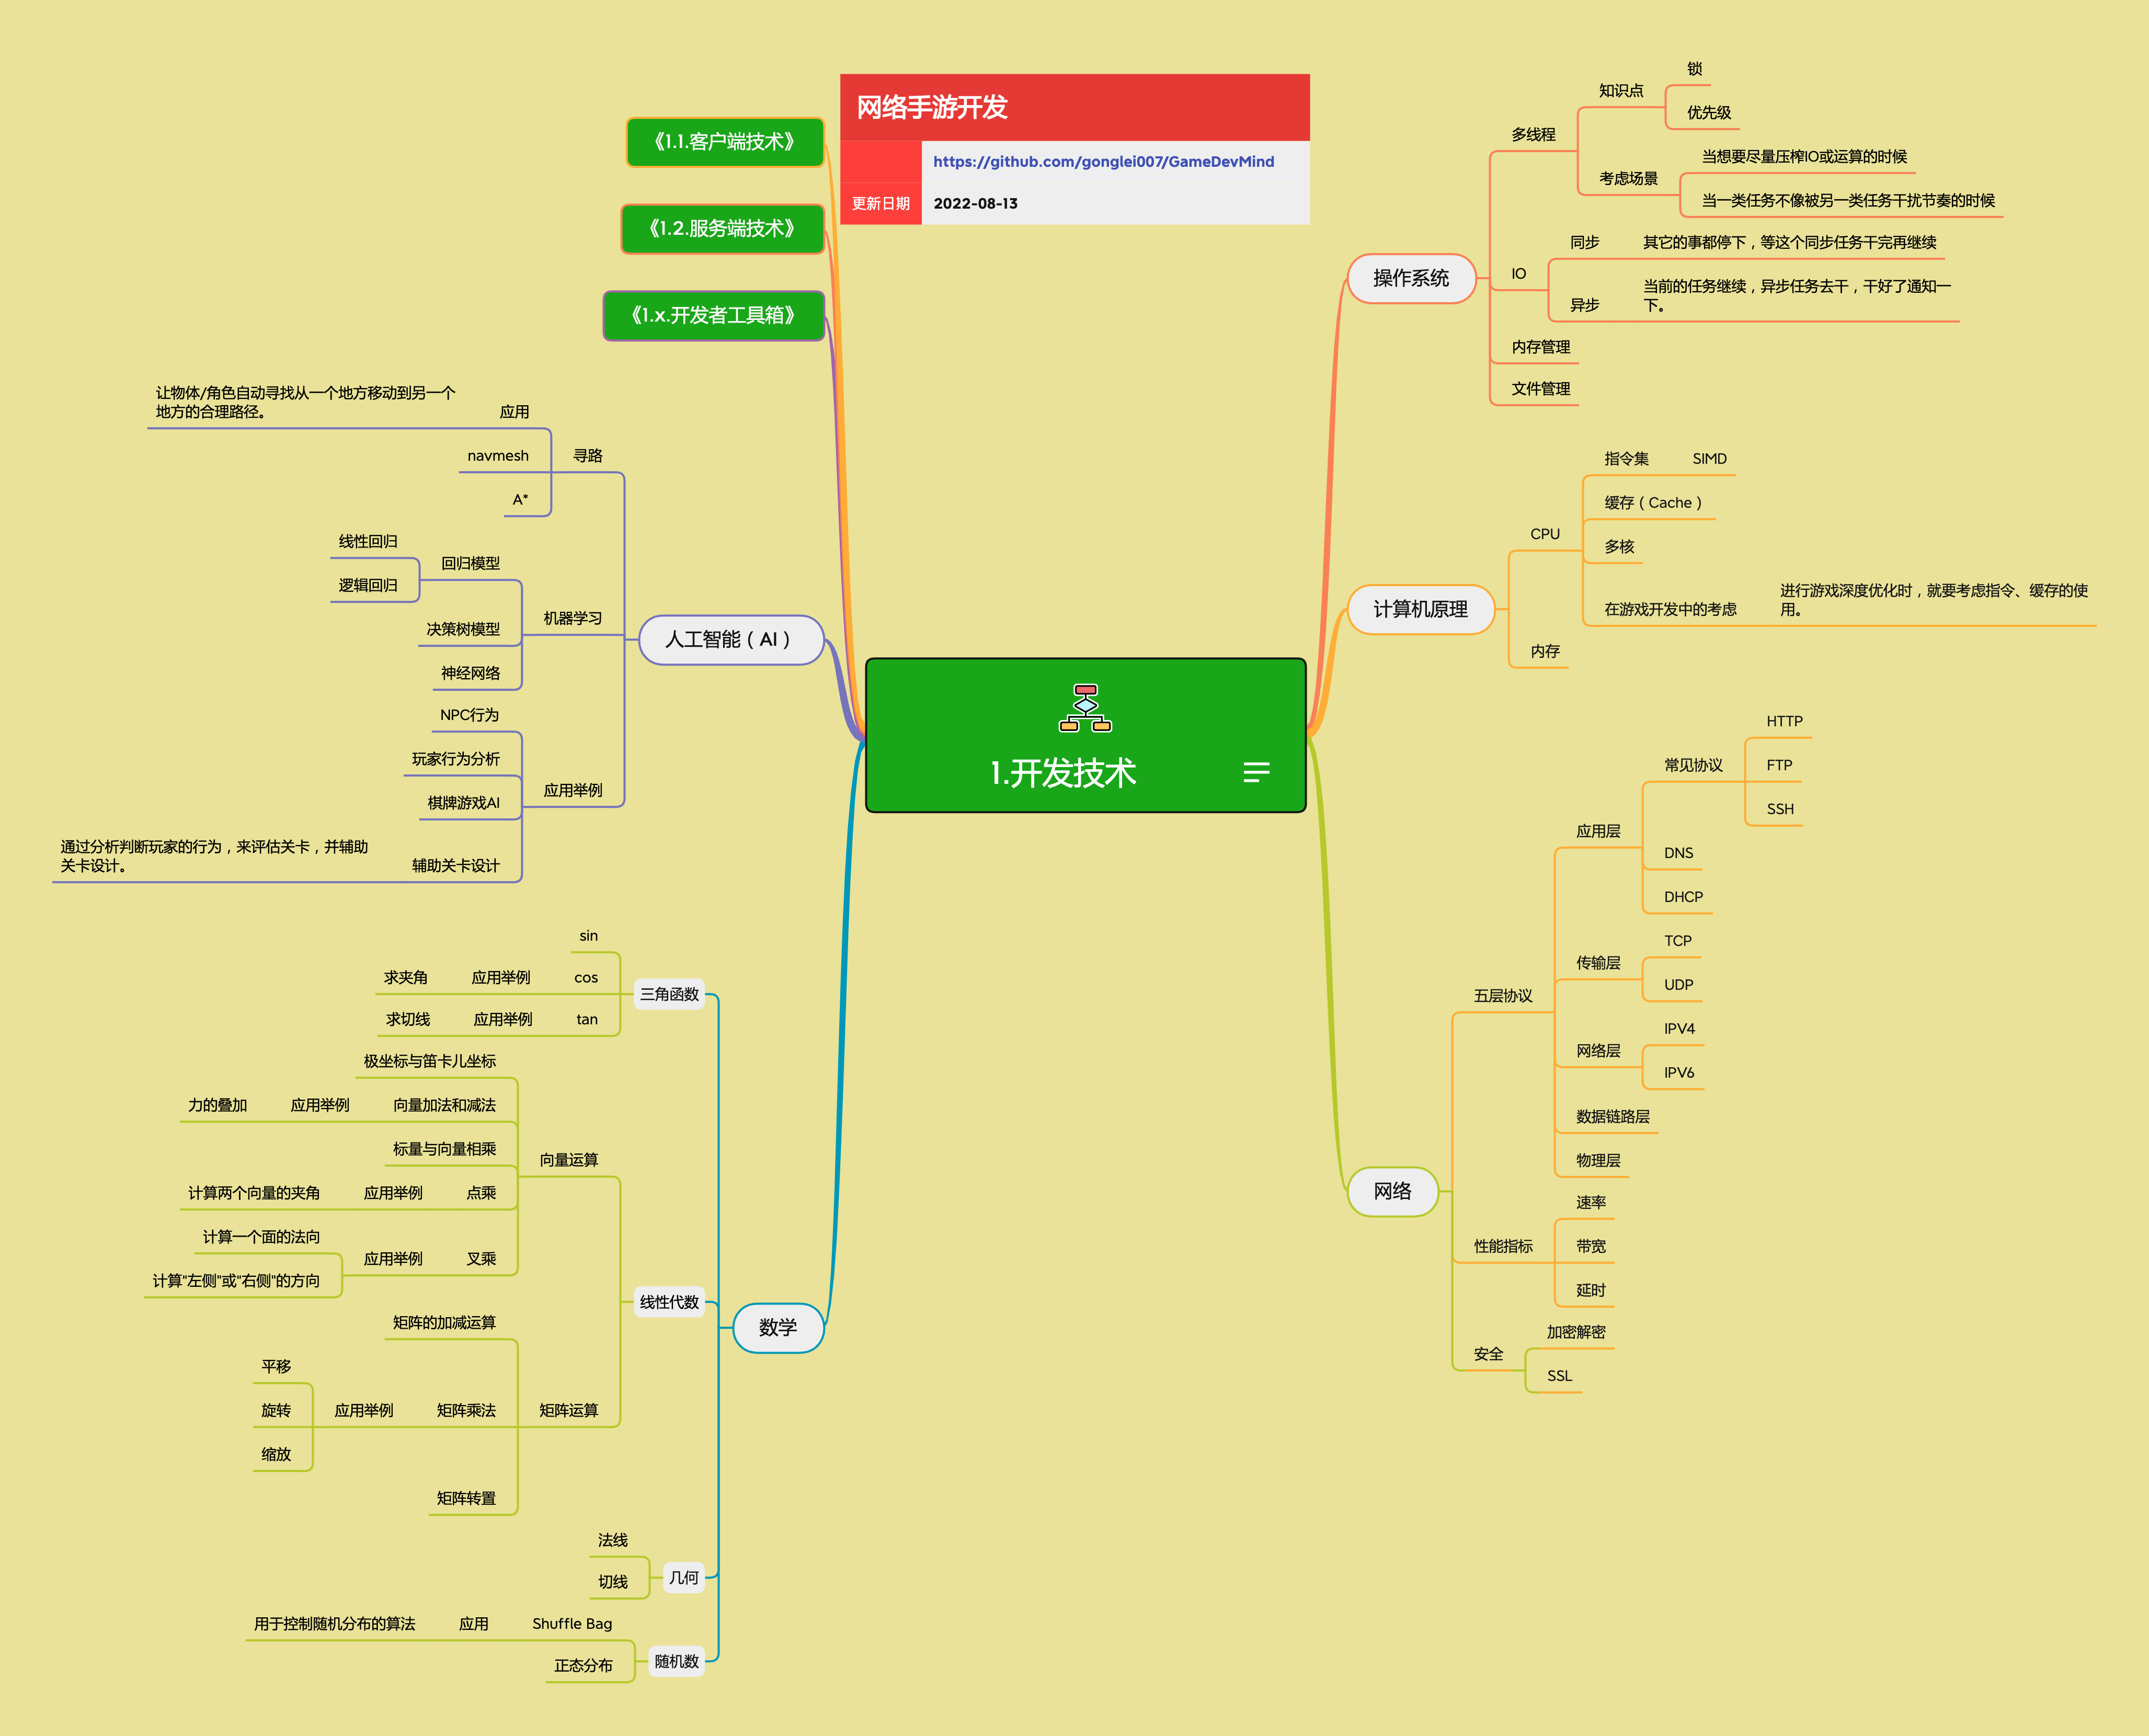 网络手游开发
https://github.com/gonglei007/GameDevMind
更新日期
2022-08-13
1.开发技术
《1.1.客户端技术》
《1.2.服务端技术》
《1.x.开发者工具箱》
人工智能（AI）
寻路
应用
让物体/角色自动寻找从一个地方移动到另一个
地方的合理路径。
navmesh
A*
机器学习
回归模型
线性回归
逻辑回归
决策树模型
神经网络
应用举例
NPC行为
玩家行为分析
棋牌游戏AI
辅助关卡设计
通过分析判断玩家的行为，来评估关卡，并辅助
关卡设计。
数学
三角函数
sin
cos
应用举例
求夹角
tan
应用举例
求切线
线性代数
向量运算
极坐标与笛卡儿坐标
向量加法和减法
应用举例
力的叠加
标量与向量相乘
点乘
应用举例
计算两个向量的夹角
叉乘
应用举例
计算一个面的法向
计算"左侧"或"右侧"的方向
矩阵运算
矩阵的加减运算
矩阵乘法
应用举例
平移
旋转
缩放
矩阵转置
几何
法线
切线
随机数
Shuffle Bag
应用
用于控制随机分布的算法
正态分布
操作系统
多线程
知识点
锁
优先级
考虑场景
当想要尽量压榨IO或运算的时候
当一类任务不像被另一类任务干扰节奏的时候
IO
同步
其它的事都停下，等这个同步任务干完再继续
异步
当前的任务继续，异步任务去干，干好了通知一
下。
内存管理
文件管理
计算机原理
CPU
指令集
SIMD
缓存（Cache）
多核
在游戏开发中的考虑
进行游戏深度优化时，就要考虑指令、缓存的使
用。
内存
网络
五层协议
应用层
常见协议
HTTP
FTP
SSH
DNS
DHCP
传输层
TCP
UDP
网络层
IPV4
IPV6
数据链路层
物理层
性能指标
速率
带宽
延时
安全
加密解密
SSL